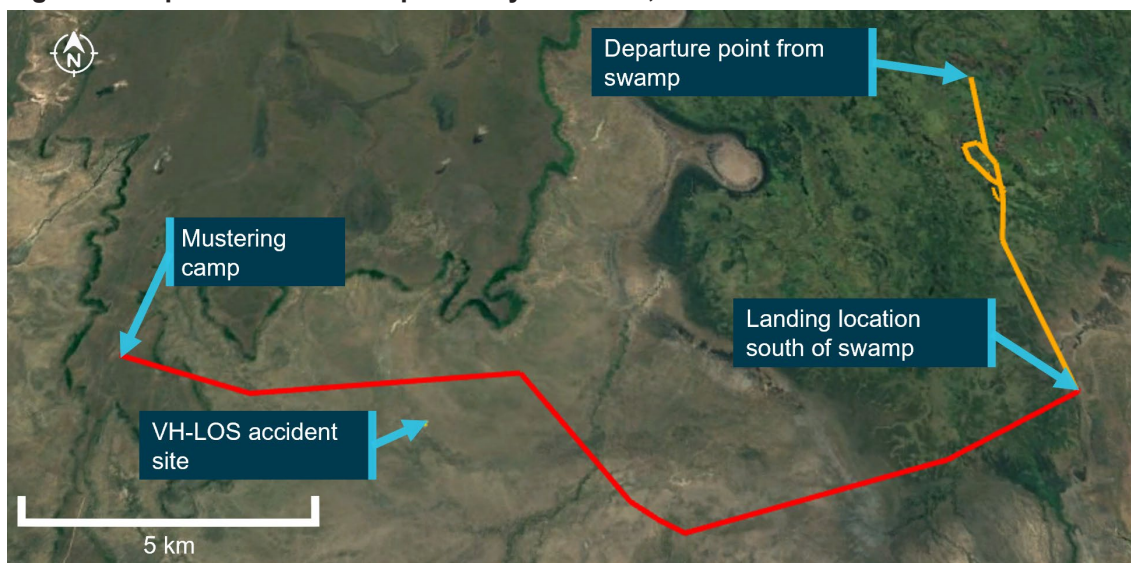 N
Departure point from
swamp
Mustering
camp
Landing location
south of swamp
VH-LOS accident
site
5 km